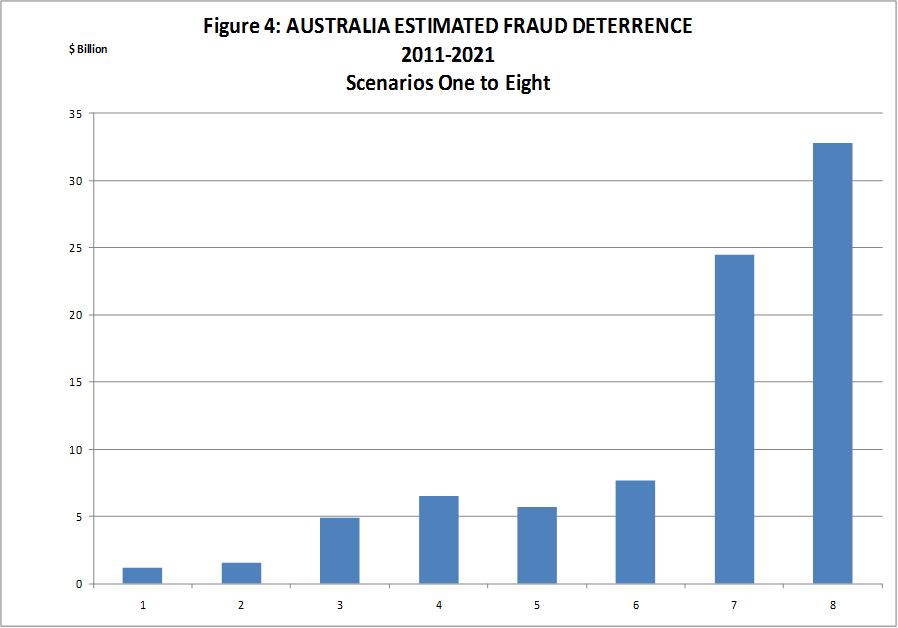 Figure 4: AUSTRALIA ESTIMATED FRAUD DETERRENCE
$ Billion
2011-2021
Scenarios One to Eight
35
30
25
20
15
10
5
0
1 2 3 4 5 6 7 8